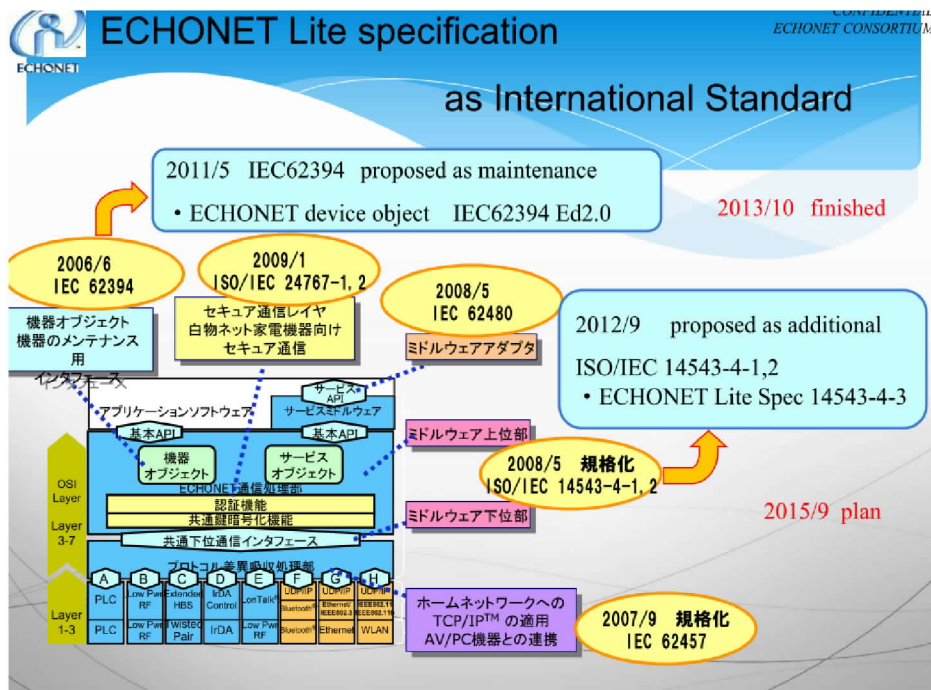 ECHONET
ECHONET Lite specification
as International Standard
CONFIDENTIAL
ECHONET CONSORTIUM
2011/5 IEC62394 proposed as maintenance
・ECHONET device object IEC62394 Ed2.0
2013/10 finished
2006/6
IEC 62394
2009/1
ISO/IEC 24767-1, 2
2008/5
IEC 62480
機器オブジェクト
機器のメンテナンス
用
インタフェース
セキュア通信レイヤ
白物ネット家電機器向け
セキュア通信
ミドルウェアアダプタ
2012/9 proposed as additional
ISO/IEC 14543-4-1,2
・ECHONET Lite Spec 14543-4-3
サービス
API
アプリケーションソフトウェア
サービスミドルウェア
基本API
基本API
機器
オブジェクト
サービス
オブジェクト
ECHONET通信処理部
認証機能
共通鍵暗号化機能
共通下位通信インタフェース
プロトコル差異吸収処理部
ミドルウェア上位部
ミドルウェア下位部
2008/5 規格化
ISO/IEC 14543-4-1, 2
2015/9 plan
OSI
Layer
Layer
3-7
Layer
1-3
A B C D E F G H
PLC
Low Pwr
RF
Extended
HBS
IrDA
Control
LonTalk®
UDP/IP
Bluetooth®
UDP/IP
Ethernet/
IEEE802.3
UDP/IP
IEEE802.11
PLC
Low Pwr
RF
Twisted
Pair
IrDA
Low Pwr
RF
Bluetooth®
Ethernet
WLAN
ホームネットワークへの
TCP/IP™ の適用
AV/PC機器との連携
2007/9 規格化
IEC 62457